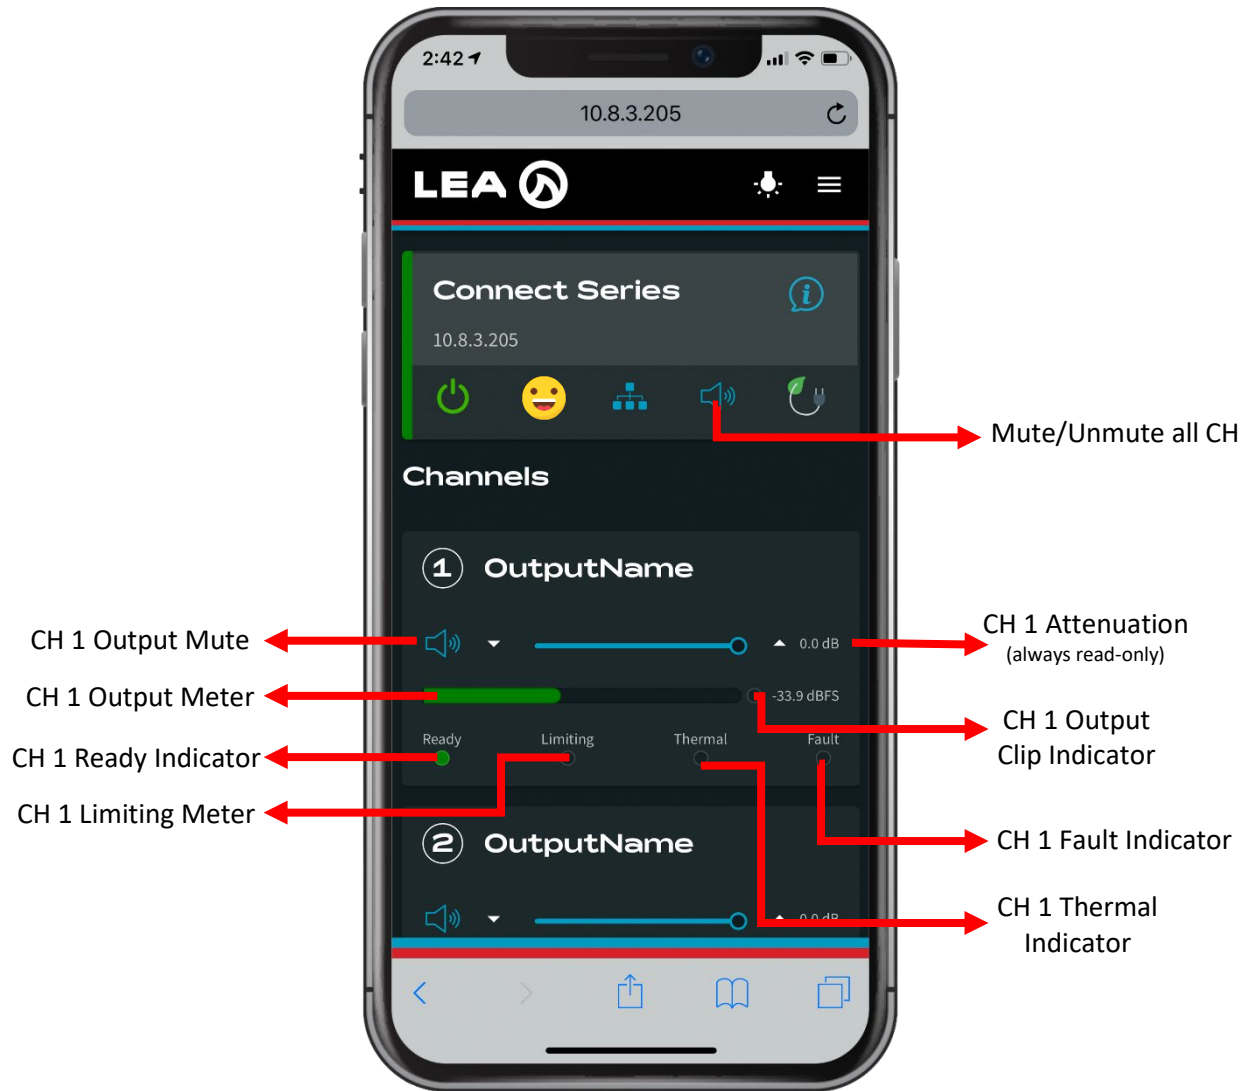 2:42
10.8.3.205
LEA
Connect Series
10.8.3.205
Mute/Unmute all CH
Channels
1 OutputName
CH 1 Output Mute
0.0 dB
CH 1 Attenuation
(always read-only)
CH 1 Output Meter
-33.9 dBFS
CH 1 Output
Clip Indicator
Ready Limiting Thermal Fault
CH 1 Ready Indicator
CH 1 Limiting Meter
2 OutputName
CH 1 Fault Indicator
0.0 dB
CH 1 Thermal
Indicator